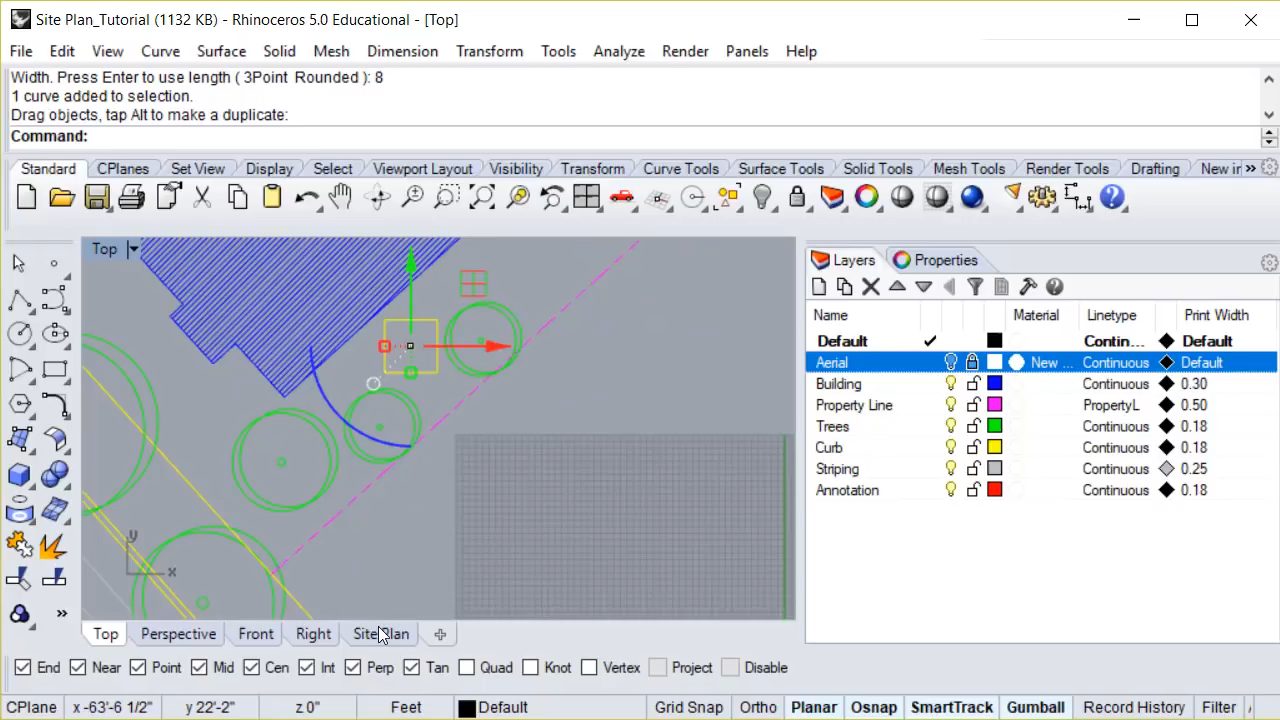 Site Plan_Tutorial (1132 KB) - Rhinoceros 5.0 Educational - [Top]
File Edit View Curve Surface Solid Mesh Dimension Transform Tools Analyze Render Panels Help
Width. Press Enter to use length ( 3Point Rounded ): 8
1 curve added to selection.
Drag objects, tap Alt to make a duplicate:
Command:
Standard CPlanes Set View Display Select Viewport Layout Visibility Transform Curve Tools Surface Tools Solid Tools Mesh Tools Render Tools Drafting New in »
Top
Layers Properties
Name Material Linetype Print Width
Default Contin... Default
Aerial New ... Continuous Default
Building Continuous 0.30
Property Line PropertyL 0.50
Trees Continuous 0.18
Curb Continuous 0.18
Striping Continuous 0.25
Annotation Continuous 0.18
y
x
Top Perspective Front Right Site Plan
End Near Point Mid Cen Int Perp Tan Quad Knot Vertex Project Disable
CPlane x -63'-6 1/2" y 22'-2" z 0" Feet Default Grid Snap Ortho Planar Osnap SmartTrack Gumball Record History Filter